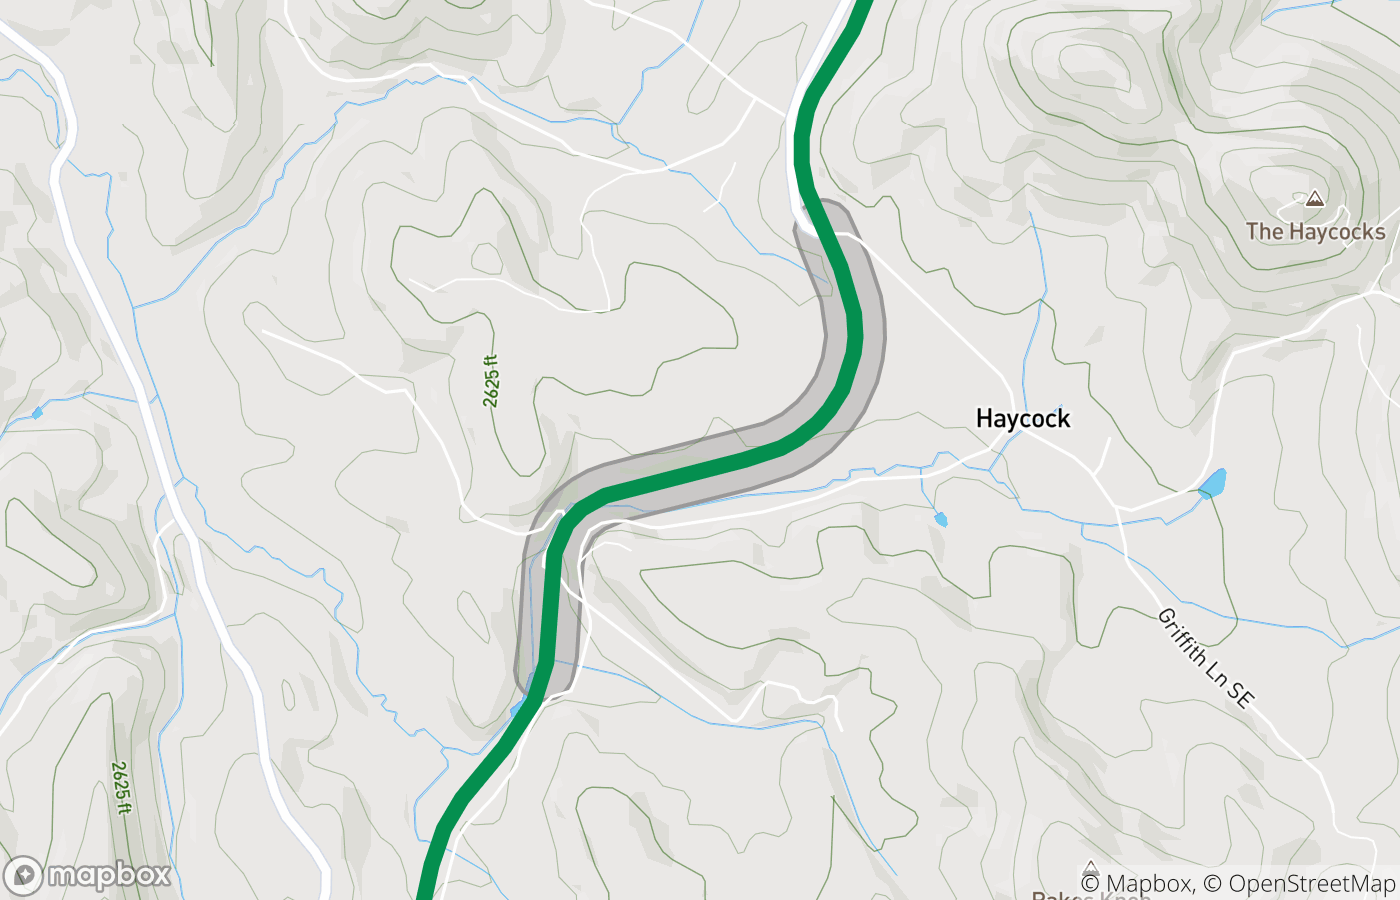 The Haycocks
2625 ft
Haycock
Griffith Ln SE
2625 ft
mapbox
© Mapbox, © OpenStreetMap